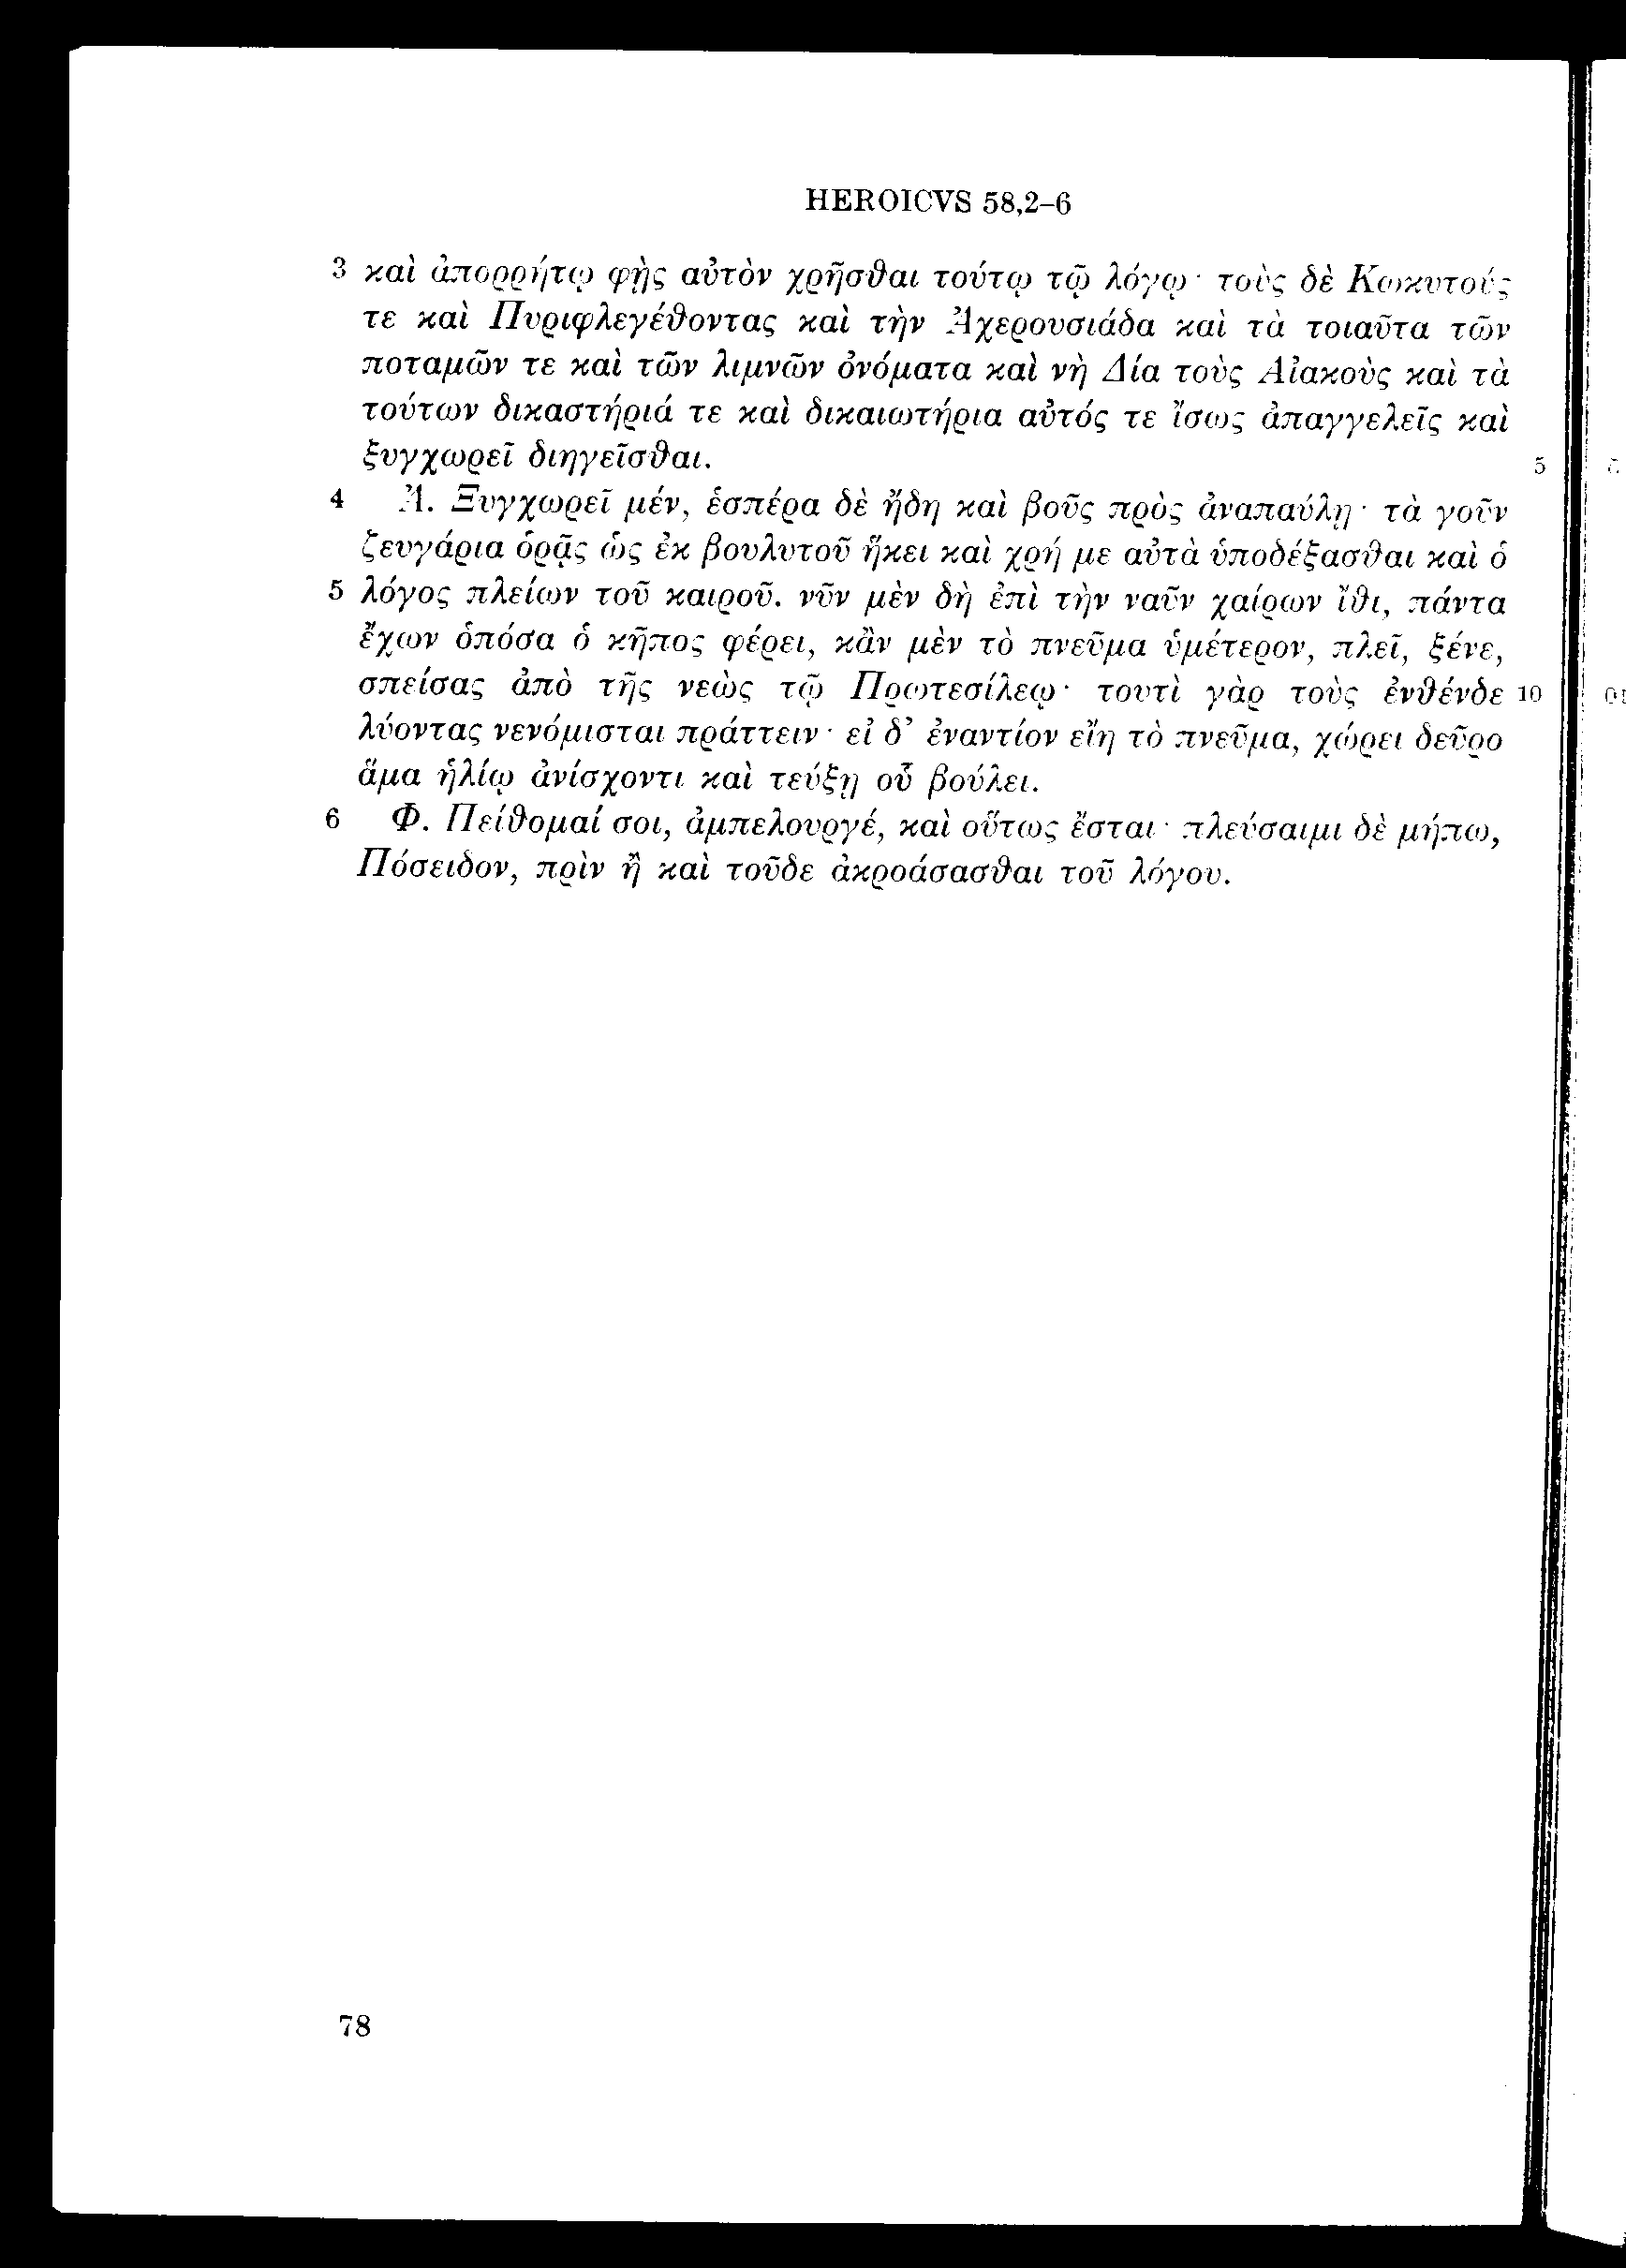 HEROICVS 58,2–6
3 καὶ ἀπορρήτῳ φῂς αὐτὸν χρῆσθαι τούτῳ τῷ λόγῳ· τοὺς δὲ Κωκυτούς
τε καὶ Πυριφλεγέθοντας καὶ τὴν Ἀχερουσιάδα καὶ τὰ τοιαῦτα τῶν
ποταμῶν τε καὶ τῶν λιμνῶν ὀνόματα καὶ νὴ Δία τοὺς Αἰακοὺς καὶ τὰ
τούτων δικαστήριά τε καὶ δικαιωτήρια αὐτός τε ἴσως ἀπαγγελεῖς καὶ
ξυγχωρεῖ διηγεῖσθαι. 5
4 Ἀ. Ξυγχωρεῖ μέν, ἑσπέρα δὲ ἤδη καὶ βοῦς πρὸς ἀναπαύλῃ· τὰ γοῦν
ζευγάρια ὁρᾷς ὡς ἐκ βουλυτοῦ ἥκει καὶ χρή με αὐτὰ ὑποδέξασθαι καὶ ὁ
5 λόγος πλείων τοῦ καιροῦ. νῦν μὲν δὴ ἐπὶ τὴν ναῦν χαίρων ἴθι, πάντα
ἔχων ὁπόσα ὁ κῆπος φέρει, κἂν μὲν τὸ πνεῦμα ὑμέτερον, πλεῖ, ξένε,
σπείσας ἀπὸ τῆς νεὼς τῷ Πρωτεσίλεῳ· τουτὶ γὰρ τοὺς ἐνθένδε 10
λύοντας νενόμισται πράττειν· εἰ δ’ ἐναντίον εἴη τὸ πνεῦμα, χώρει δεῦρο
ἅμα ἡλίῳ ἀνίσχοντι καὶ τεύξῃ οὗ βούλει.
6 Φ. Πείθομαί σοι, ἀμπελουργέ, καὶ οὕτως ἔσται· πλεύσαιμι δὲ μήπω,
Πόσειδον, πρὶν ἢ καὶ τοῦδε ἀκροάσασθαι τοῦ λόγου.
78